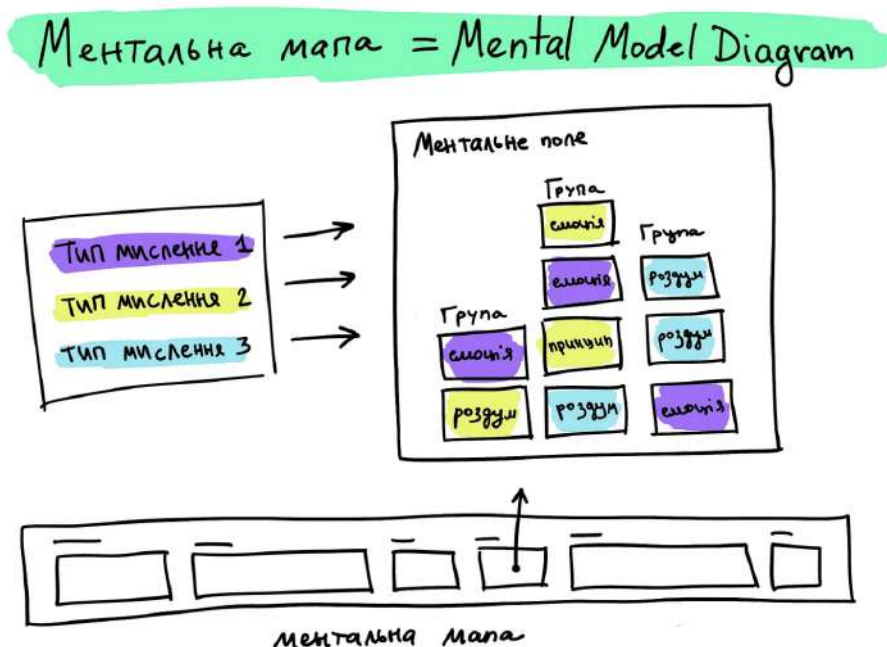 Ментальна мапа = Mental Model Diagram
Ментальне поле
Тип мислення 1
Тип мислення 2
Тип мислення 3
Група
емоція
роздум
Група
емоція
емоція
принцип
роздум
Група
роздум
роздум
емоція
ментальна мапа